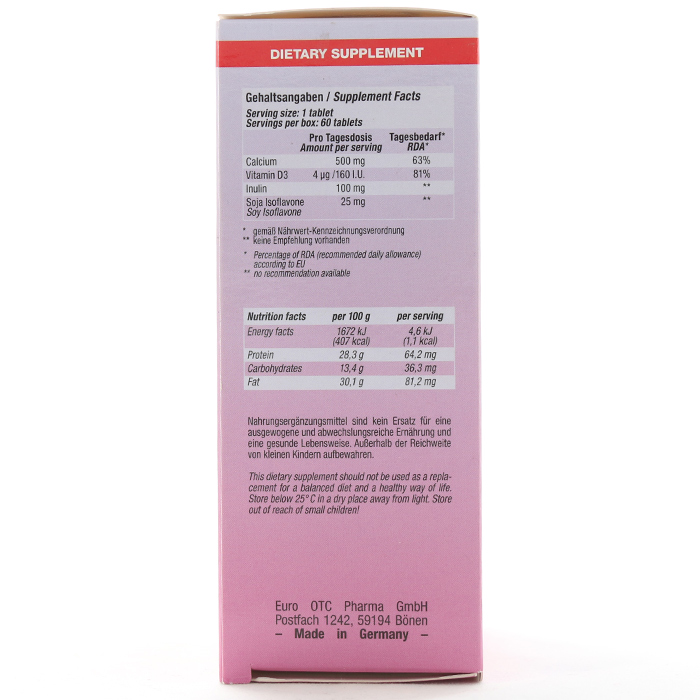 DIETARY SUPPLEMENT
Gehaltsangaben / Supplement Facts
Serving size: 1 tablet
Servings per box: 60 tablets
Pro Tagesdosis Tagesbedarf*
Amount per serving RDA*
Calcium 500 mg 63%
Vitamin D3 4 µg /160 I.U. 81%
Inulin 100 mg **
Soja Isoflavone 25 mg **
Soy Isoflavone
* gemäß Nährwert-Kennzeichnungsverordnung
** keine Empfehlung vorhanden
* Percentage of RDA (recommended daily allowance)
according to EU
** no recommendation available
Nutrition facts per 100 g per serving
Energy facts 1672 kJ 4,6 kJ
(407 kcal) (1,1 kcal)
Protein 28,3 g 64,2 mg
Carbohydrates 13,4 g 36,3 mg
Fat 30,1 g 81,2 mg
Nahrungsergänzungsmittel sind kein Ersatz für eine
ausgewogene und abwechslungsreiche Ernährung und
eine gesunde Lebensweise. Außerhalb der Reichweite
von kleinen Kindern aufbewahren.
This dietary supplement should not be used as a repla-
cement for a balanced diet and a healthy way of life.
Store below 25° C in a dry place away from light. Store
out of reach of small children!
Euro OTC Pharma GmbH
Postfach 1242, 59194 Bönen
– Made in Germany –